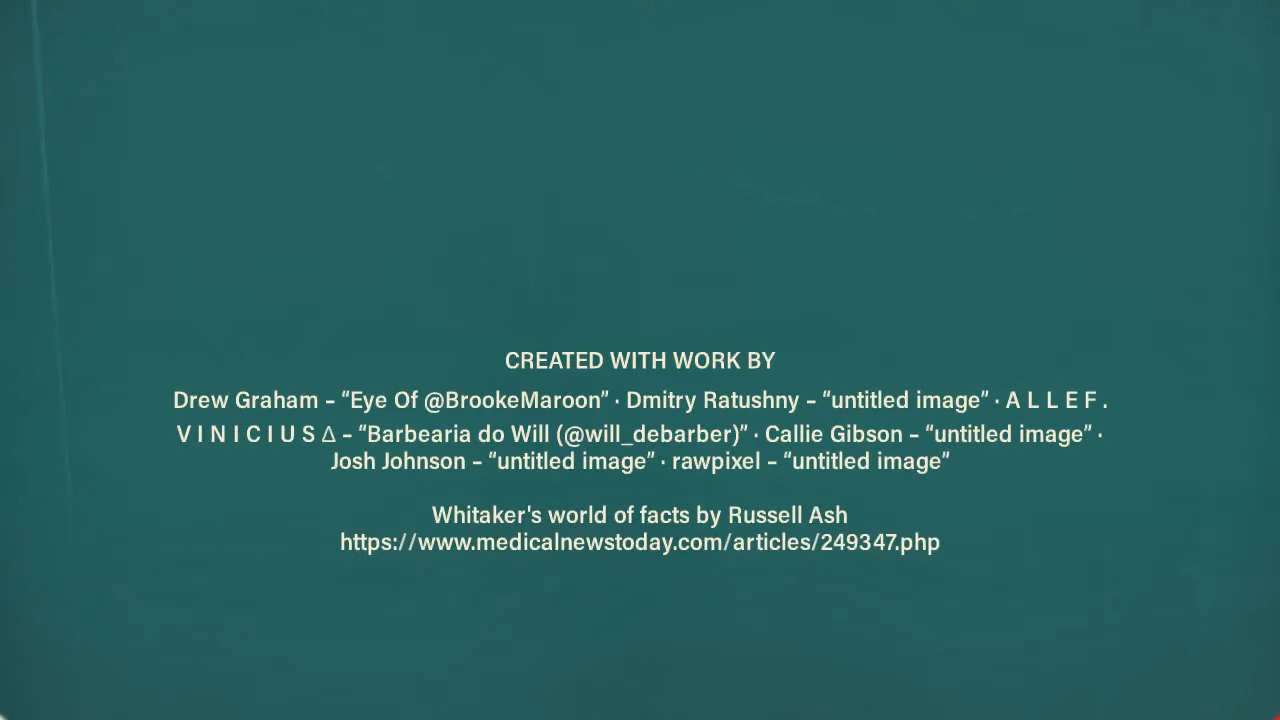 CREATED WITH WORK BY
Drew Graham – “Eye Of @BrookeMaroon” · Dmitry Ratushny – “untitled image” · A L L E F .
V I N I C I U S Δ – “Barbearia do Will (@will_debarber)” · Callie Gibson – “untitled image” ·
Josh Johnson – “untitled image” · rawpixel – “untitled image”
Whitaker's world of facts by Russell Ash
https://www.medicalnewstoday.com/articles/249347.php